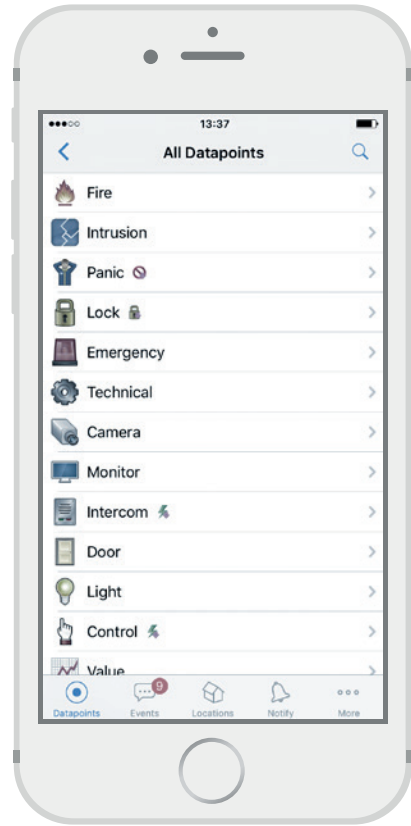 13:37
All Datapoints
Fire
Intrusion
Panic
Lock
Emergency
Technical
Camera
Monitor
Intercom
Door
Light
Control
Value
9
Datapoints Events Locations Notify More